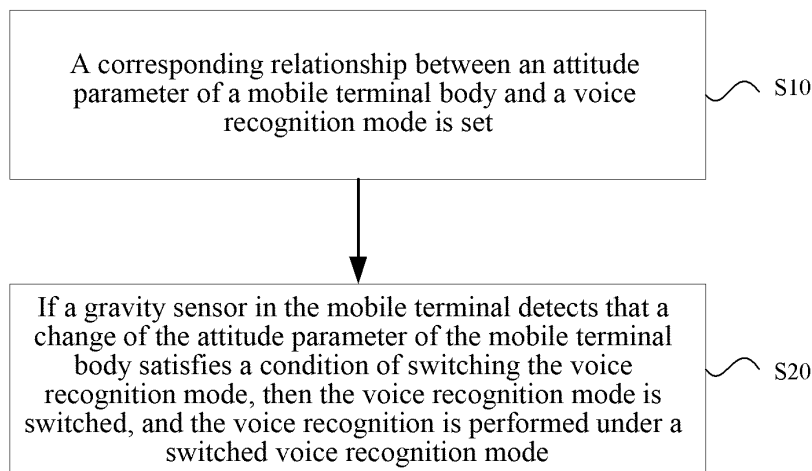 A corresponding relationship between an attitude
parameter of a mobile terminal body and a voice
recognition mode is set
S10
If a gravity sensor in the mobile terminal detects that a
change of the attitude parameter of the mobile terminal
body satisfies a condition of switching the voice
recognition mode, then the voice recognition mode is
switched, and the voice recognition is performed under a
switched voice recognition mode
S20